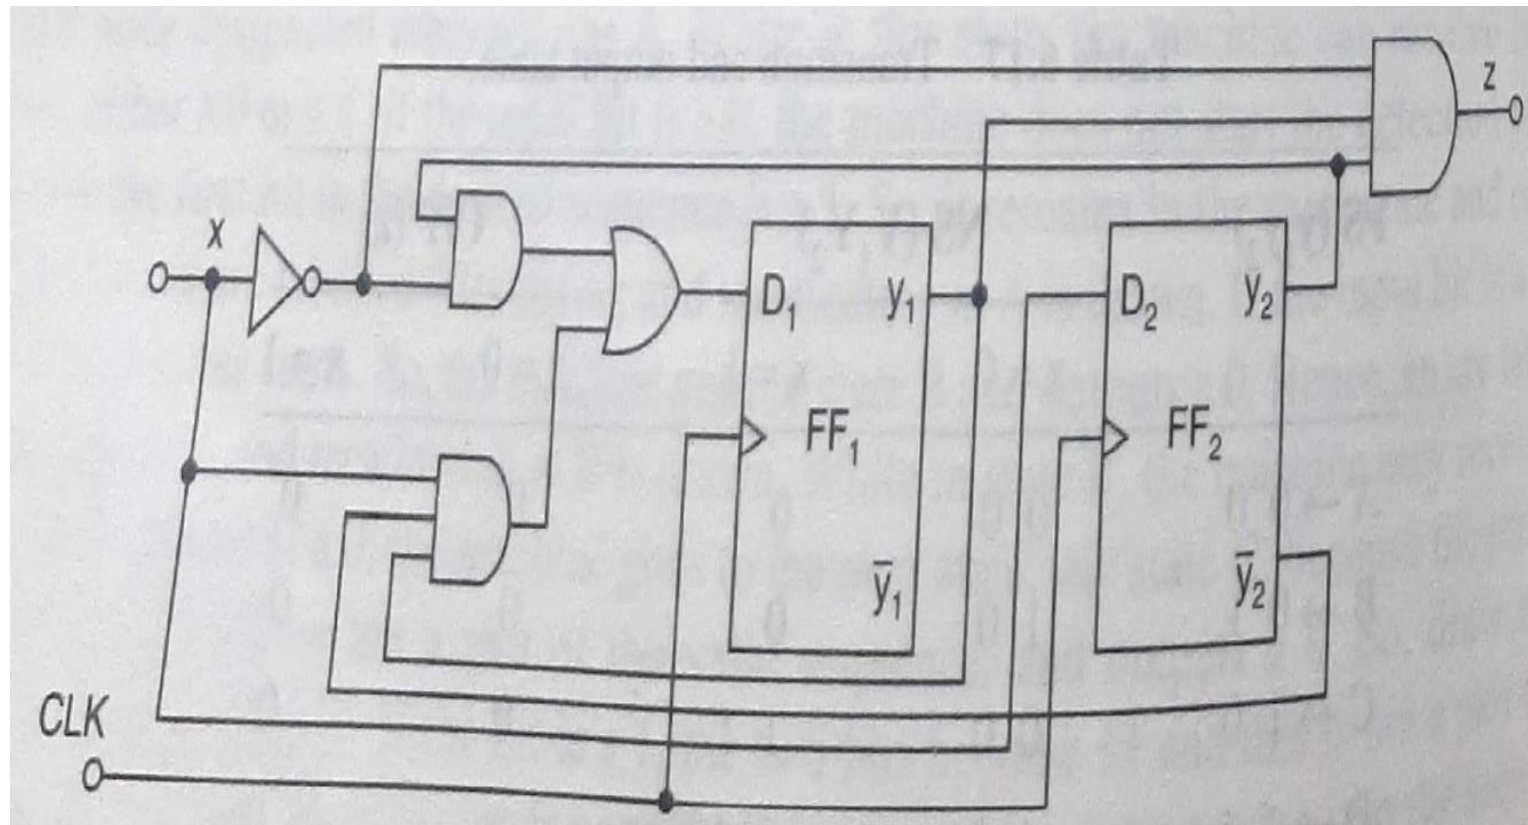 z
x
D₁ y₁
D₂ y₂
FF₁
FF₂
ȳ₁
ȳ₂
CLK